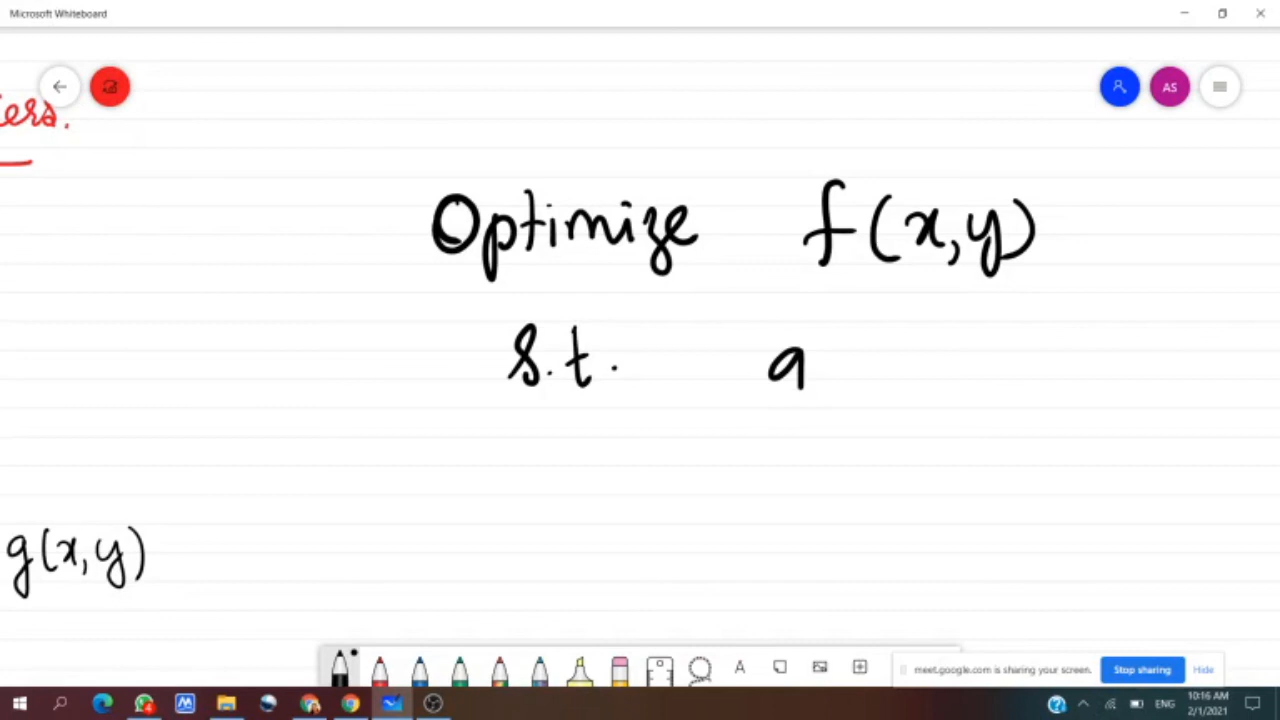 Microsoft Whiteboard
AS
ers.
Optimize f(x,y)
s.t. a
g(x,y)
A
meet.google.com is sharing your screen. Stop sharing Hide
4
ENG
10:16 AM
2/1/2021